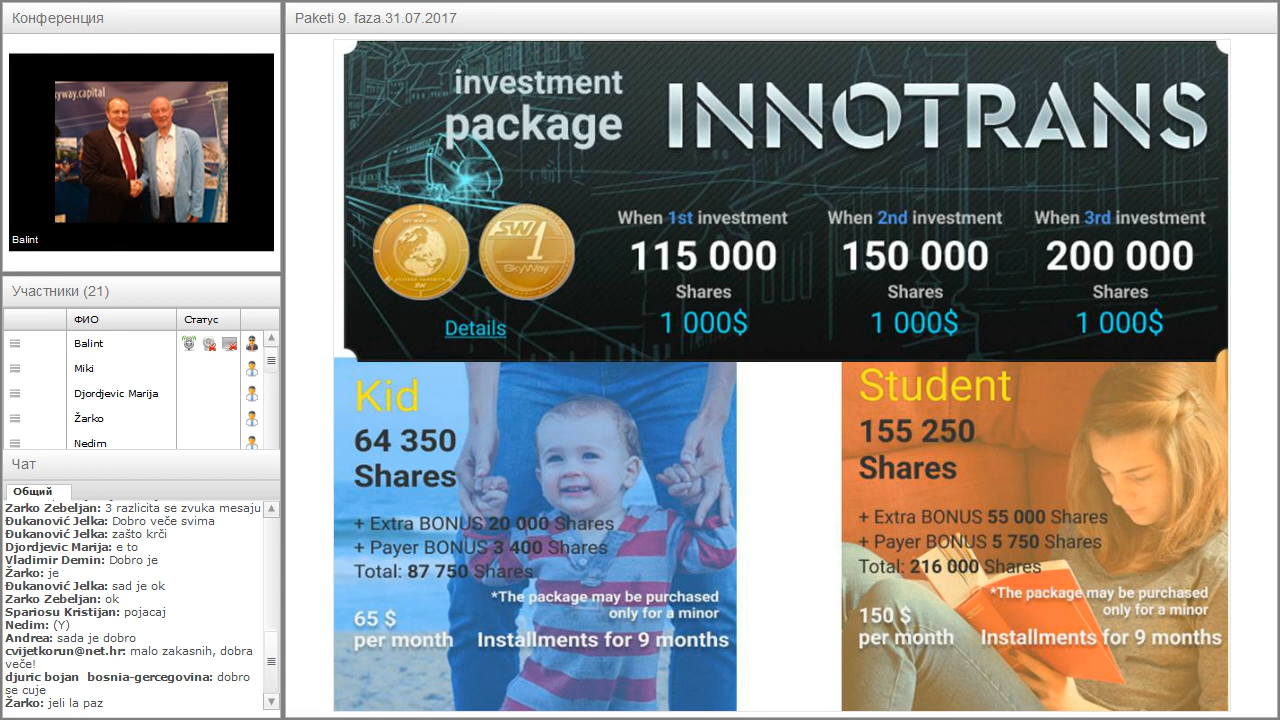 Конференция
kyway.capital
Balint
Участники (21)
ФИО
Статус
Balint
Miki
Djordjevic Marija
Žarko
Nedim
Чат
Общий
Zarko Zebeljan: 3 razlicita se zvuka mesaju
Đukanović Jelka: Dobro veče svima
Đukanović Jelka: zašto krči
Djordjevic Marija: e to
Vladimir Demin: Dobro je
Žarko: je
Đukanović Jelka: sad je ok
Zarko Zebeljan: ok
Spariosu Kristijan: pojacaj
Nedim: (Y)
Andrea: sada je dobro
cvijetkorun@net.hr: malo zakasnih, dobra
veče!
djuric bojan bosnia-gercegovina: dobro
se cuje
Žarko: jeli la paz
Paketi 9. faza.31.07.2017
investment
package
INNOTRANS
SW1
SkyWay
Details
When 1st investment
115 000
Shares
1 000$
When 2nd investment
150 000
Shares
1 000$
When 3rd investment
200 000
Shares
1 000$
Kid
64 350
Shares
+ Extra BONUS 20 000 Shares
+ Payer BONUS 3 400 Shares
Total: 87 750 Shares
*The package may be purchased
only for a minor
65 $
per month
Installments for 9 months
Student
155 250
Shares
+ Extra BONUS 55 000 Shares
+ Payer BONUS 5 750 Shares
Total: 216 000 Shares
*The package may be purchased
only for a minor
150 $
per month
Installments for 9 months